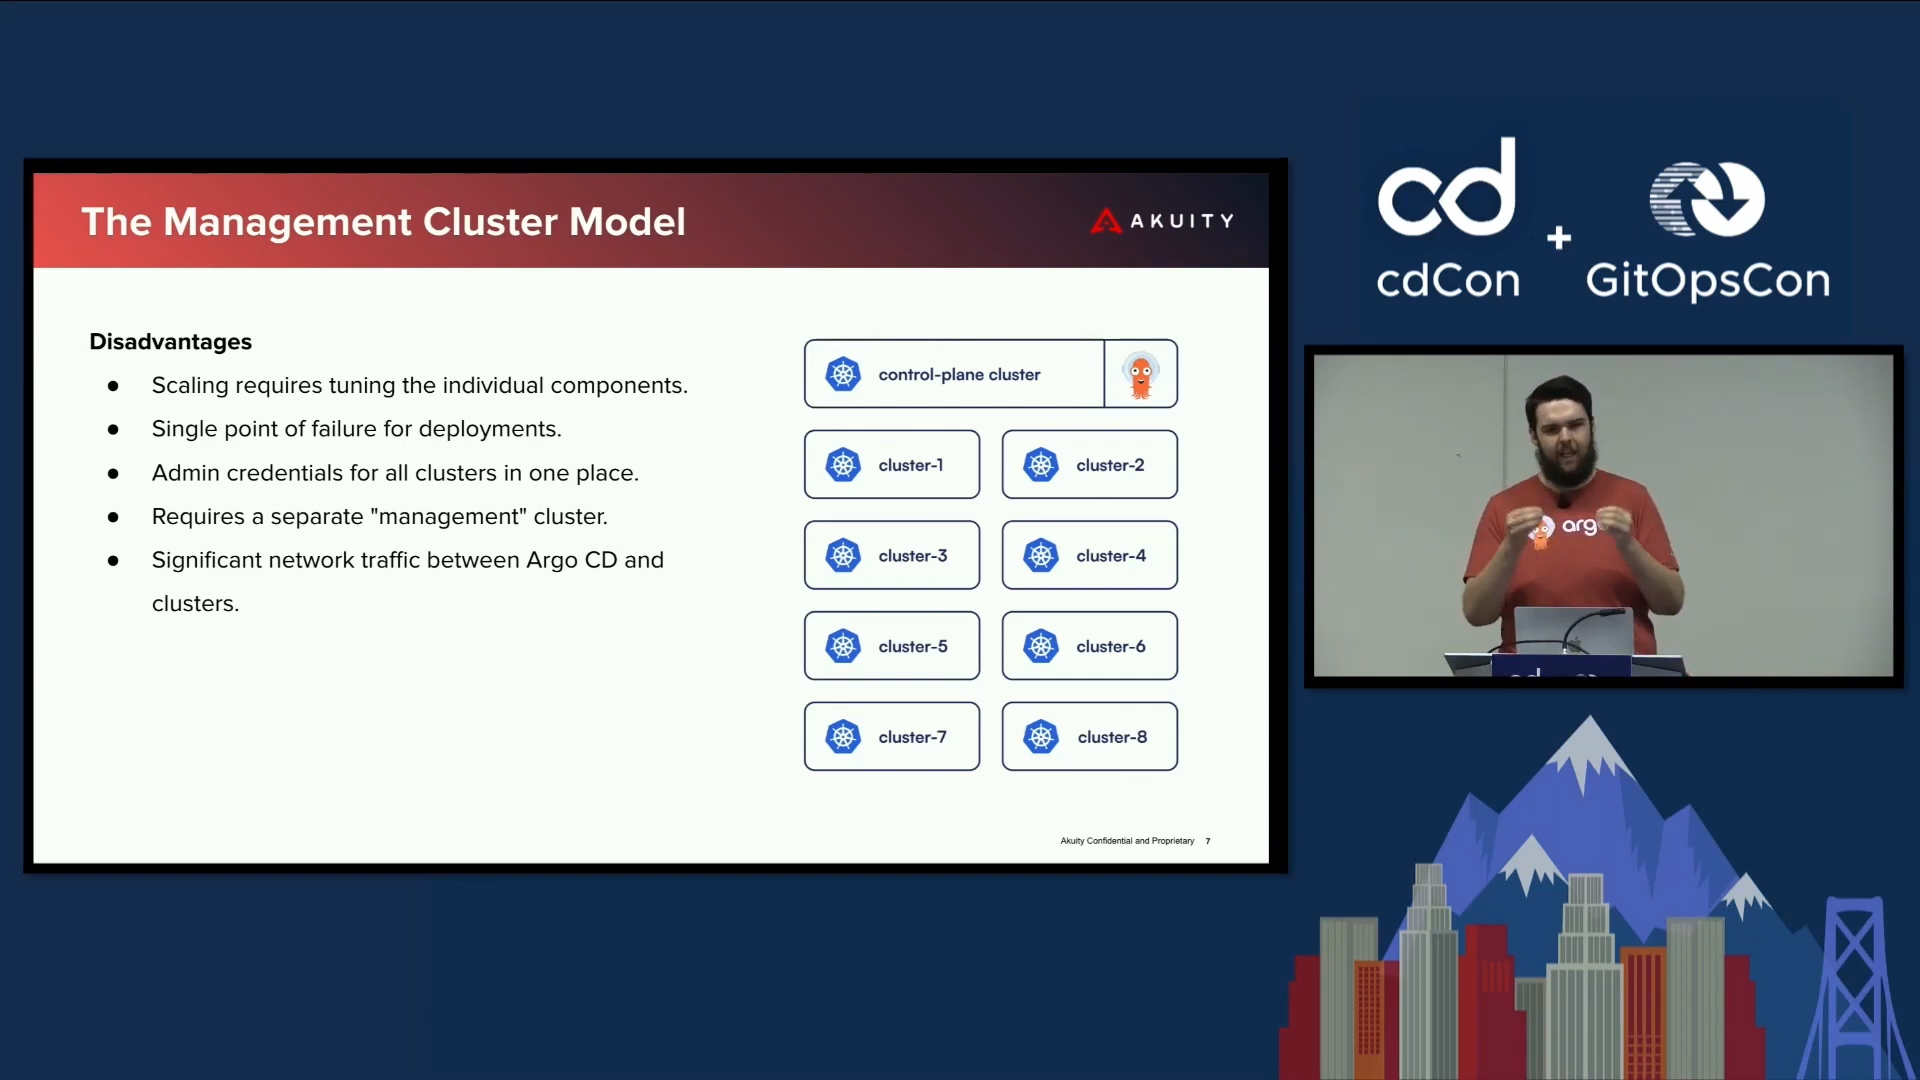 The Management Cluster Model
AKUITY
Disadvantages
● Scaling requires tuning the individual components.
● Single point of failure for deployments.
● Admin credentials for all clusters in one place.
● Requires a separate "management" cluster.
● Significant network traffic between Argo CD and
clusters.
control-plane cluster
cluster-1
cluster-2
cluster-3
cluster-4
cluster-5
cluster-6
cluster-7
cluster-8
Akuity Confidential and Proprietary 7
cd
+
cdCon
GitOpsCon
arg